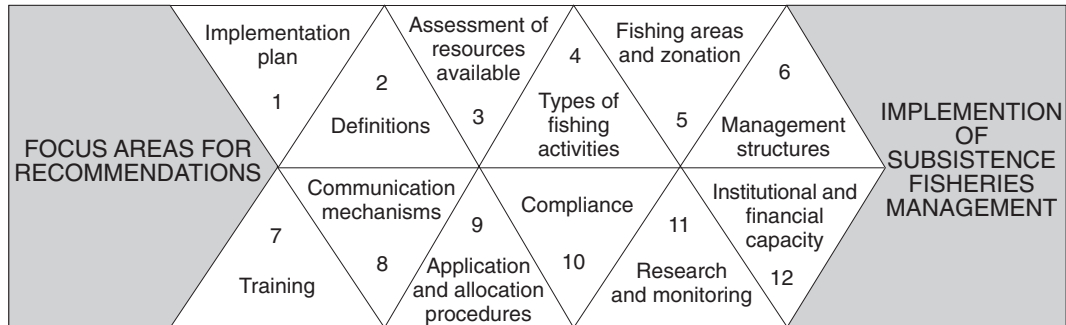 FOCUS AREAS FOR
RECOMMENDATIONS
Implementation
plan
1
2
Definitions
Assessment of
resources
available
3
4
Types of
fishing
activities
Fishing areas
and zonation
5
6
Management
structures
7
Training
Communication
mechanisms
8
9
Application
and allocation
procedures
Compliance
10
11
Research
and monitoring
Institutional and
financial
capacity
12
IMPLEMENTION
OF
SUBSISTENCE
FISHERIES
MANAGEMENT